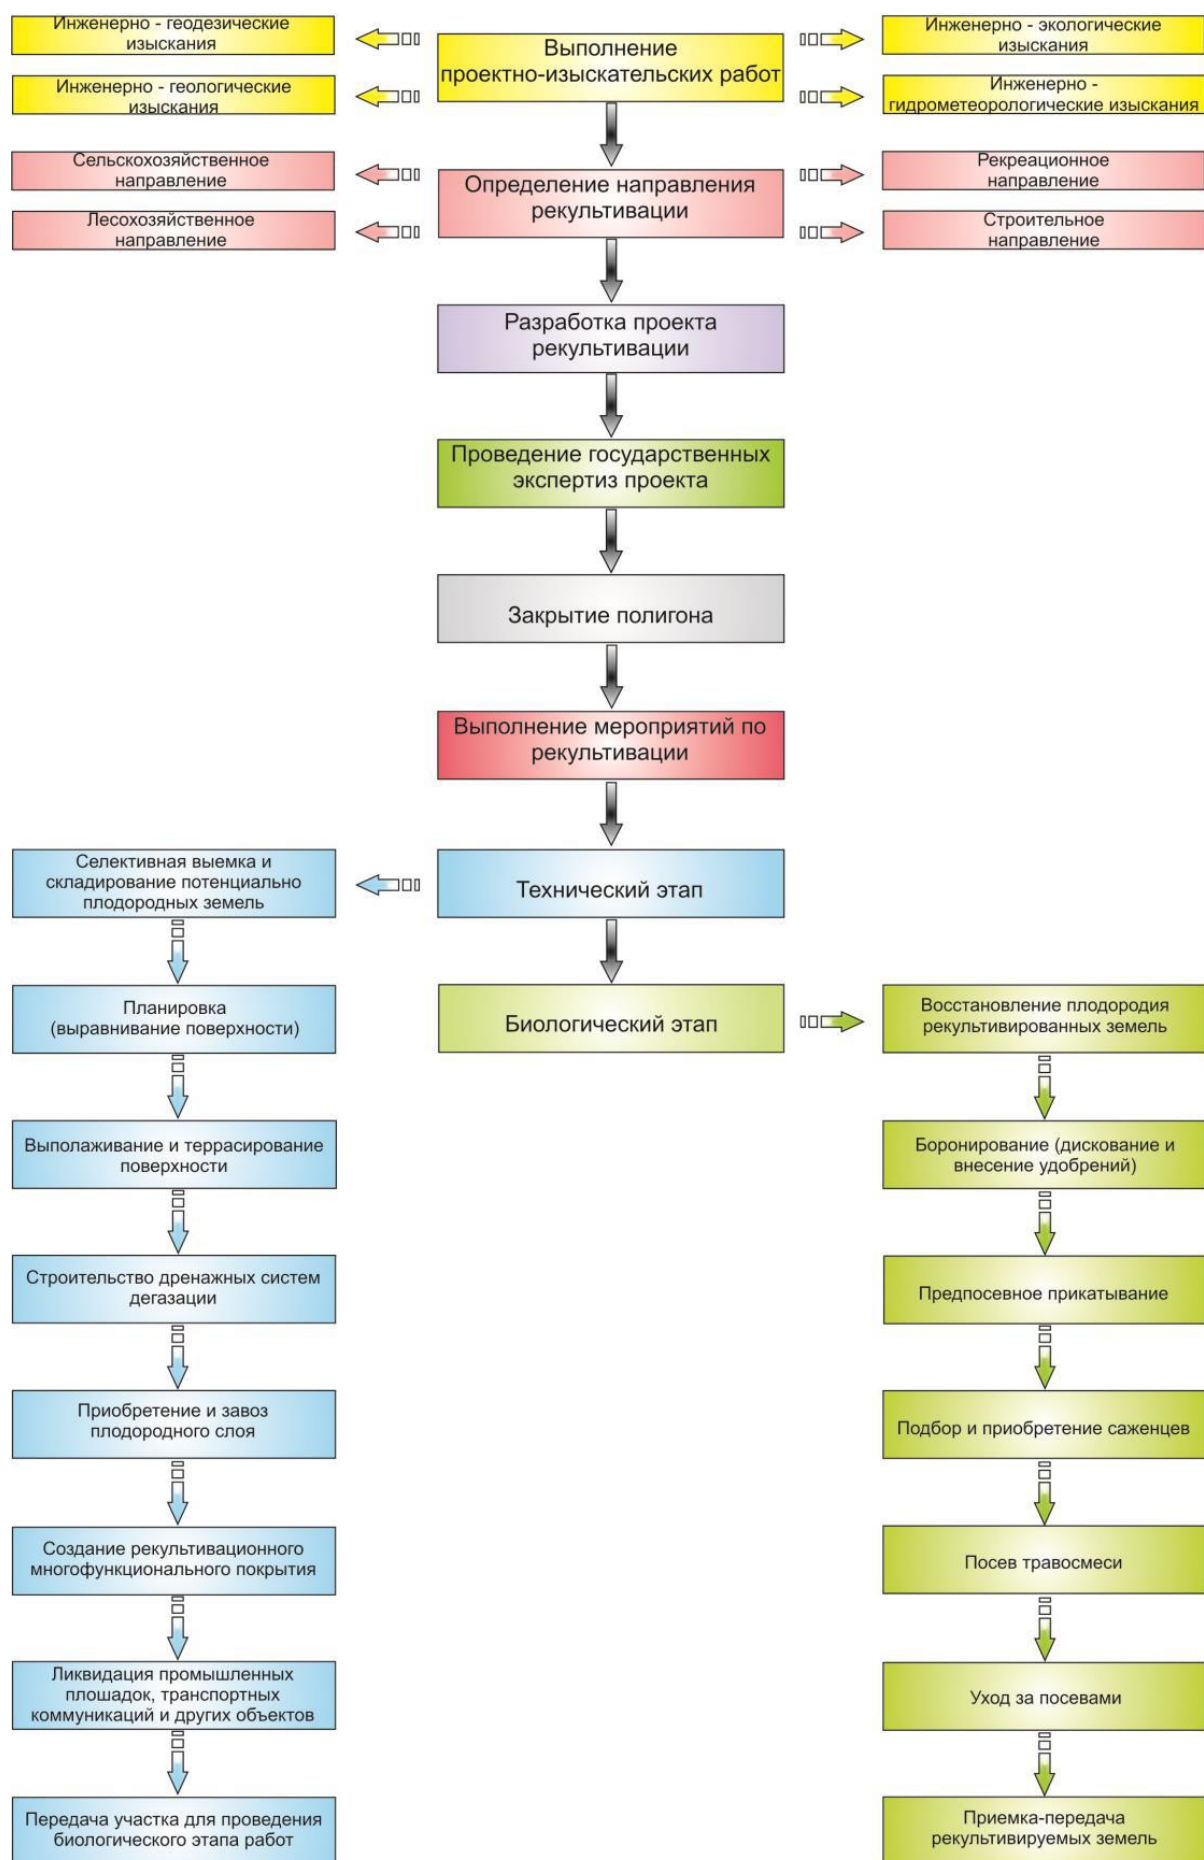 Инженерно - геодезические
изыскания
Выполнение
проектно-изыскательских работ
Инженерно - экологические
изыскания
Инженерно - геологические
изыскания
Инженерно -
гидрометеорологические изыскания
Сельскохозяйственное
направление
Определение направления
рекультивации
Рекреационное
направление
Лесохозяйственное
направление
Строительное
направление
Разработка проекта
рекультивации
Проведение государственных
экспертиз проекта
Закрытие полигона
Выполнение мероприятий по
рекультивации
Технический этап
Селективная выемка и
складирование потенциально
плодородных земель
Планировка
(выравнивание поверхности)
Выполаживание и террасирование
поверхности
Строительство дренажных систем
дегазации
Приобретение и завоз
плодородного слоя
Создание рекультивационного
многофункционального покрытия
Ликвидация промышленных
плошадок, транспортных
коммуникаций и других объектов
Передача участка для проведения
биологического этапа работ
Биологический этап
Восстановление плодородия
рекультивированных земель
Боронирование (дискование и
внесение удобрений)
Предпосевное прикатывание
Подбор и приобретение саженцев
Посев травосмеси
Уход за посевами
Приемка-передача
рекультивируемых земель